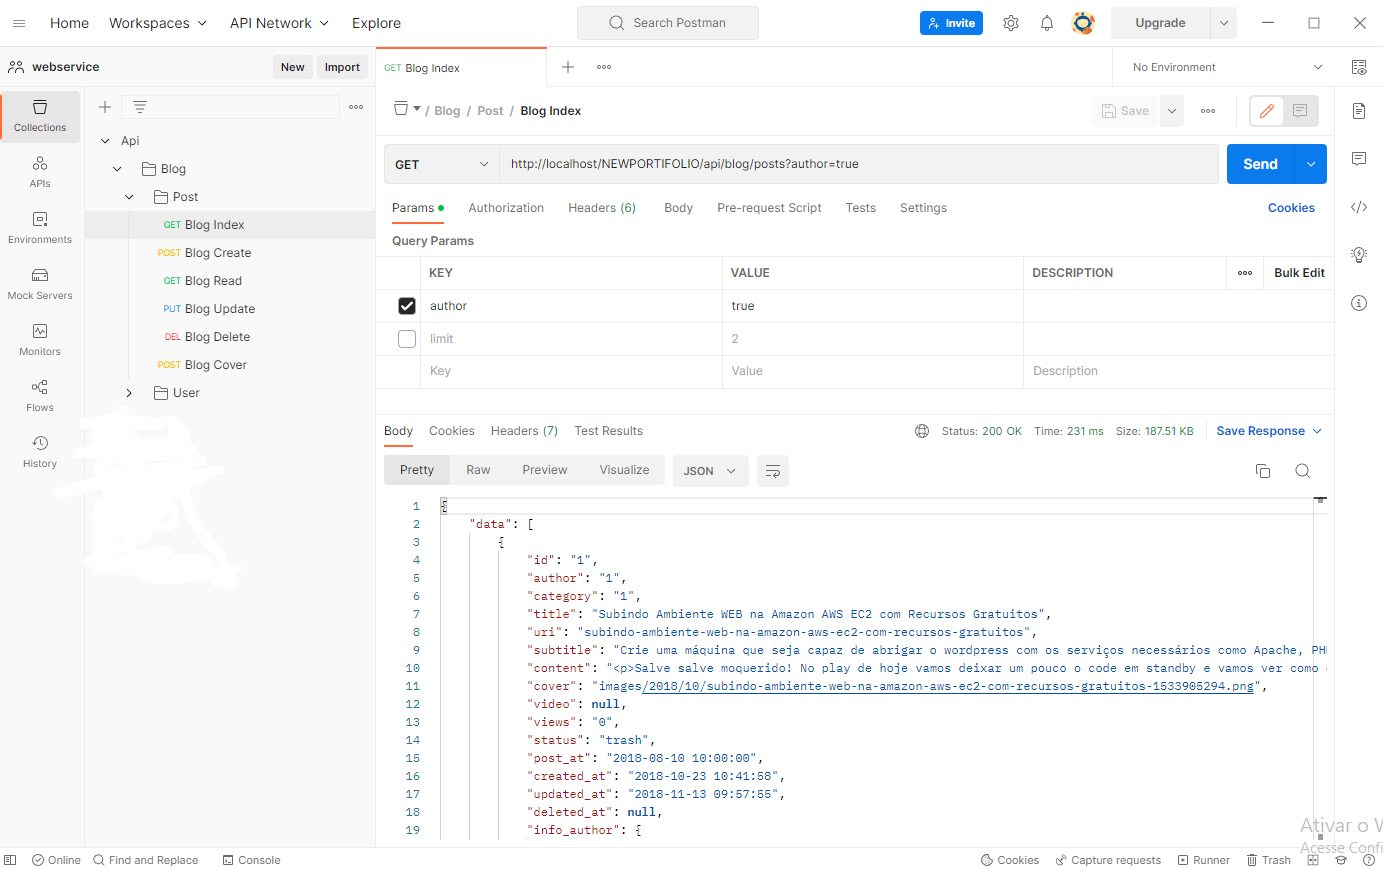 Home Workspaces API Network Explore Search Postman Invite Upgrade
webservice New Import GET Blog Index No Environment
Collections
APIs
Environments
Mock Servers
Monitors
Flows
History
Api
Blog
Post
GET Blog Index
POST Blog Create
GET Blog Read
PUT Blog Update
DEL Blog Delete
POST Blog Cover
User
/ Blog / Post / Blog Index Save
GET http://localhost/NEWPORTIFOLIO/api/blog/posts?author=true Send
Params Authorization Headers (6) Body Pre-request Script Tests Settings Cookies
Query Params
KEY VALUE DESCRIPTION Bulk Edit
author true
limit 2
Key Value Description
Body Cookies Headers (7) Test Results Status: 200 OK Time: 231 ms Size: 187.51 KB Save Response
Pretty Raw Preview Visualize JSON
1 {
2 "data": [
3 {
4 "id": "1",
5 "author": "1",
6 "category": "1",
7 "title": "Subindo Ambiente WEB na Amazon AWS EC2 com Recursos Gratuitos",
8 "uri": "subindo-ambiente-web-na-amazon-aws-ec2-com-recursos-gratuitos",
9 "subtitle": "Crie uma máquina que seja capaz de abrigar o wordpress com os serviços necessários como Apache, PH
10 "content": "<p>Salve salve moquerido! No play de hoje vamos deixar um pouco o code em standby e vamos ver como
11 "cover": "images/2018/10/subindo-ambiente-web-na-amazon-aws-ec2-com-recursos-gratuitos-1533905294.png",
12 "video": null,
13 "views": "0",
14 "status": "trash",
15 "post_at": "2018-08-10 10:00:00",
16 "created_at": "2018-10-23 10:41:58",
17 "updated_at": "2018-11-13 09:57:55",
18 "deleted_at": null,
19 "info_author": {
Ativar o W
Acesse Confi
Online Find and Replace Console Cookies Capture requests Runner Trash